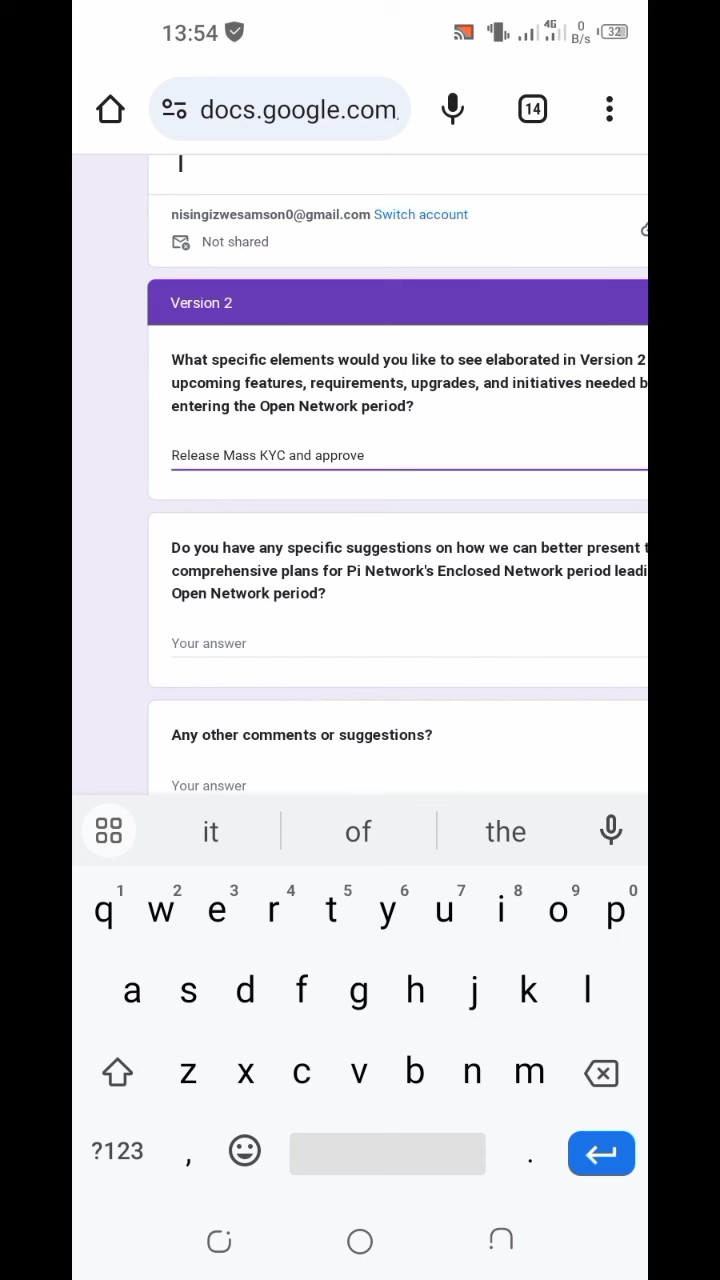 13:54
4G
0
B/s
32
docs.google.com
14
nisingizwesamson0@gmail.com Switch account
Not shared
Version 2
What specific elements would you like to see elaborated in Version 2
upcoming features, requirements, upgrades, and initiatives needed b
entering the Open Network period?
Release Mass KYC and approve
Do you have any specific suggestions on how we can better present t
comprehensive plans for Pi Network's Enclosed Network period leadi
Open Network period?
Your answer
Any other comments or suggestions?
Your answer
it of the
1 2 3 4 5 6 7 8 9 0
q w e r t y u i o p
a s d f g h j k l
z x c v b n m
?123 , .